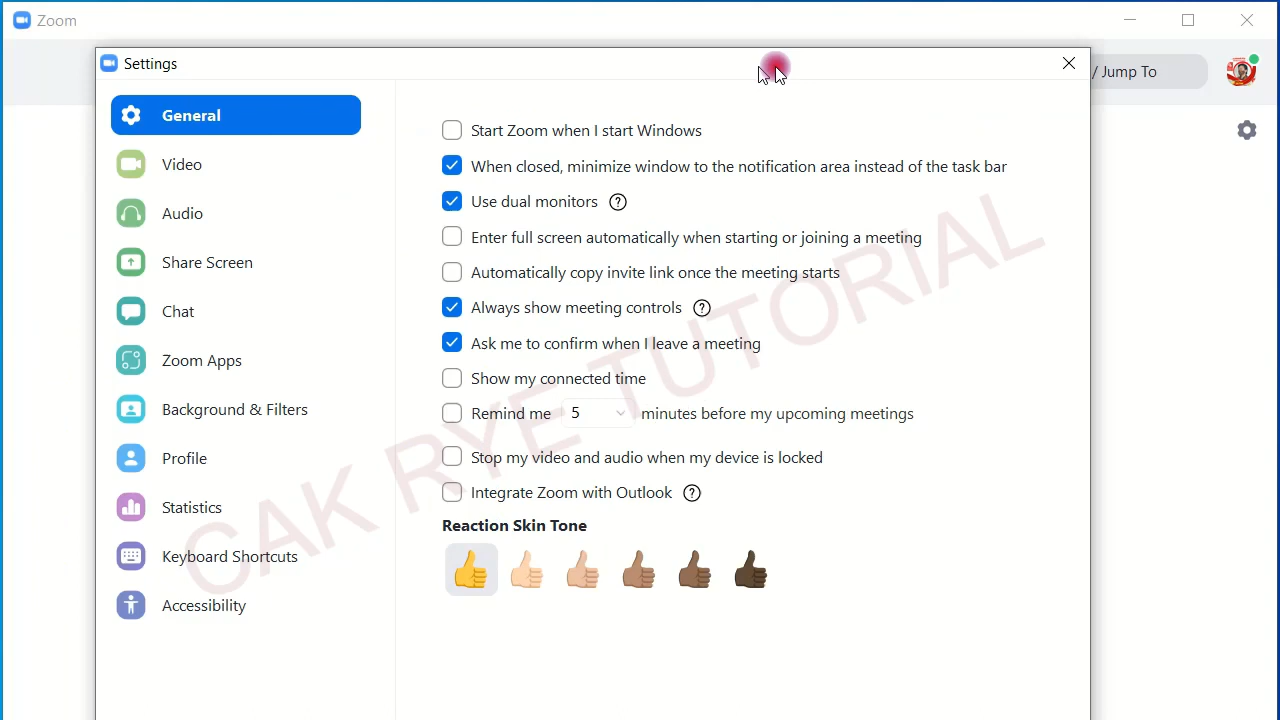 Zoom
Settings
/ Jump To
General
Video
Audio
Share Screen
Chat
Zoom Apps
Background & Filters
Profile
Statistics
Keyboard Shortcuts
Accessibility
Start Zoom when I start Windows
When closed, minimize window to the notification area instead of the task bar
Use dual monitors ?
Enter full screen automatically when starting or joining a meeting
Automatically copy invite link once the meeting starts
Always show meeting controls ?
Ask me to confirm when I leave a meeting
Show my connected time
Remind me 5 minutes before my upcoming meetings
Stop my video and audio when my device is locked
Integrate Zoom with Outlook ?
Reaction Skin Tone
CAK RYE TUTORIAL